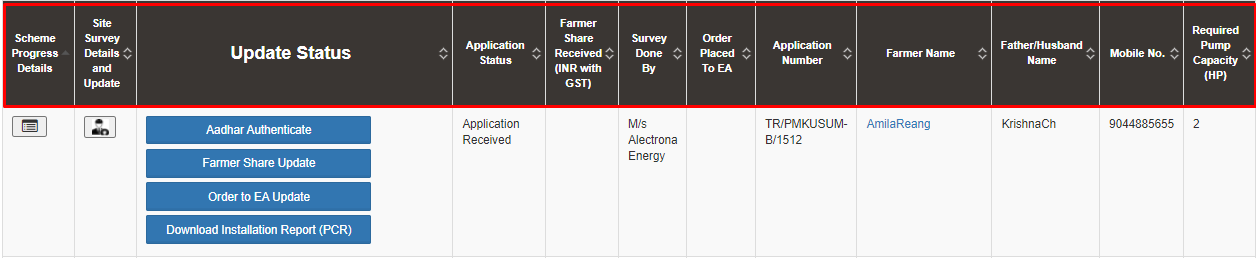 Scheme
Progress
Details
Site
Survey
Details
and
Update
Update Status
Application
Status
Farmer
Share
Received
(INR with
GST)
Survey
Done
By
Order
Placed
To EA
Application
Number
Farmer Name
Father/Husband
Name
Mobile No.
Required
Pump
Capacity
(HP)
Aadhar Authenticate
Farmer Share Update
Order to EA Update
Download Installation Report (PCR)
Application
Received
M/s
Alectrona
Energy
TR/PMKUSUM-
B/1512
AmilaReang
KrishnaCh
9044885655
2